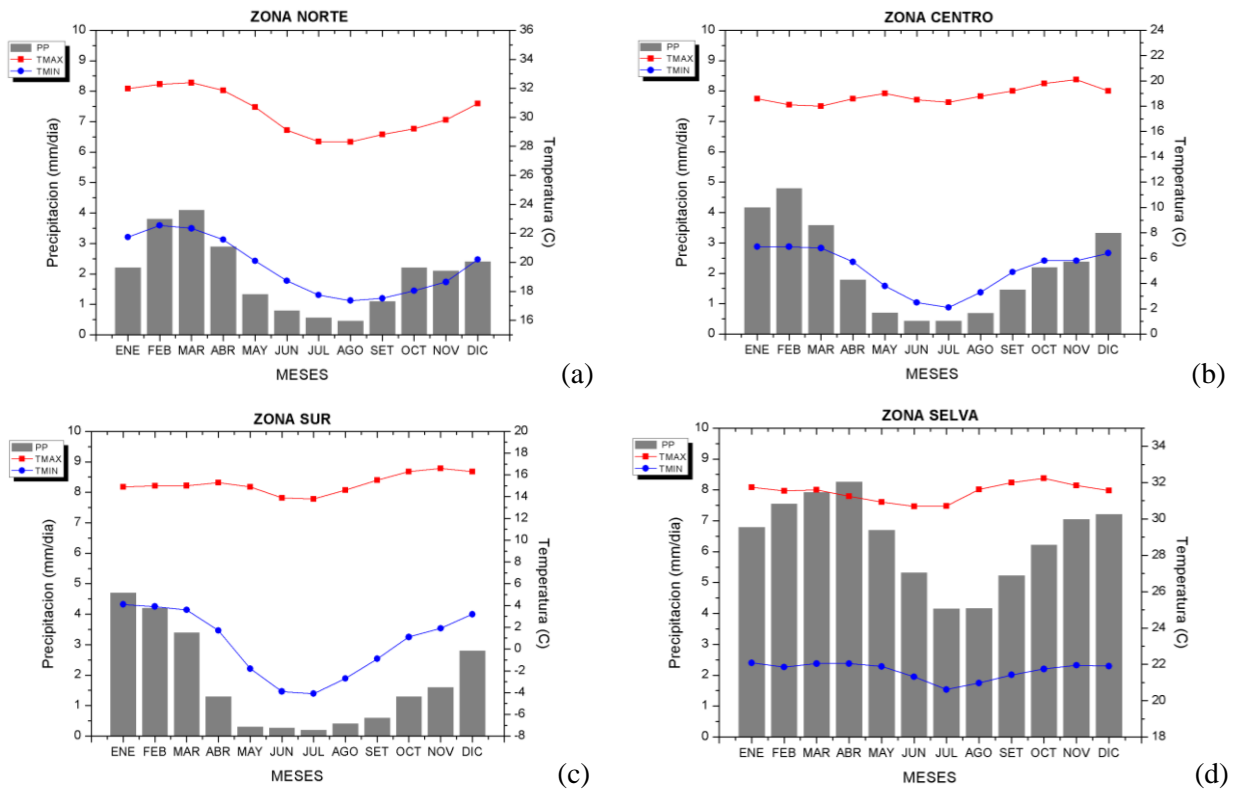 ZONA NORTE
PP
TMAX
TMIN
Precipitacion (mm/dia)
10
9
8
7
6
5
4
3
2
1
0
36
34
32
30
28
26
24
22
20
18
16
Temperatura (C)
ENE FEB MAR ABR MAY JUN JUL AGO SET OCT NOV DIC
MESES
(a)
ZONA CENTRO
PP
TMAX
TMIN
Precipitacion (mm/dia)
10
9
8
7
6
5
4
3
2
1
0
24
22
20
18
16
14
12
10
8
6
4
2
0
Temperatura (C)
ENE FEB MAR ABR MAY JUN JUL AGO SET OCT NOV DIC
MESES
(b)
ZONA SUR
PP
TMAX
TMIN
Precipitacion (mm/dia)
10
9
8
7
6
5
4
3
2
1
0
20
18
16
14
12
10
8
6
4
2
0
-2
-4
-6
-8
Temperatura (C)
ENE FEB MAR ABR MAY JUN JUL AGO SET OCT NOV DIC
MESES
(c)
ZONA SELVA
PP
TMAX
TMIN
Precipitacion (mm/dia)
10
9
8
7
6
5
4
3
2
1
0
34
32
30
28
26
24
22
20
18
Temperatura (C)
ENE FEB MAR ABR MAY JUN JUL AGO SET OCT NOV DIC
MESES
(d)